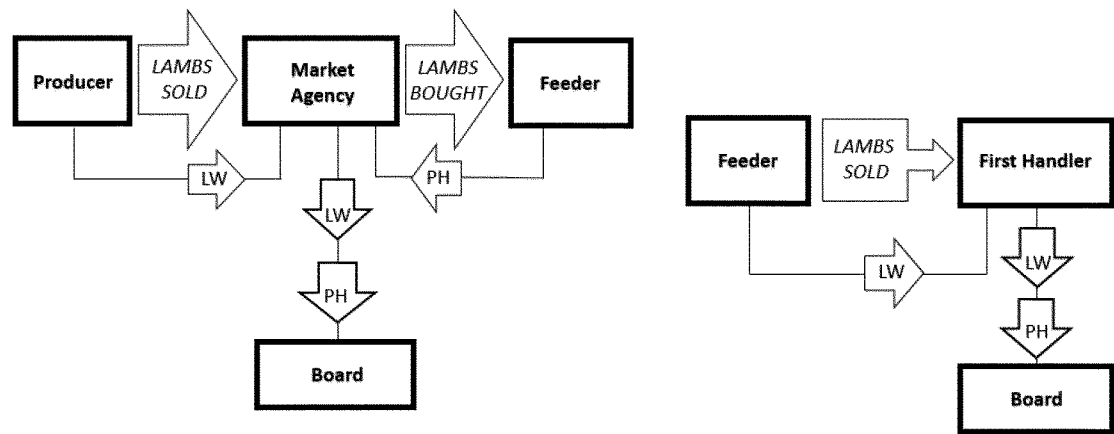 Producer
LAMBS
SOLD
Market
Agency
LAMBS
BOUGHT
Feeder
LW
PH
LW
PH
Board
Feeder
LAMBS
SOLD
First Handler
LW
LW
PH
Board